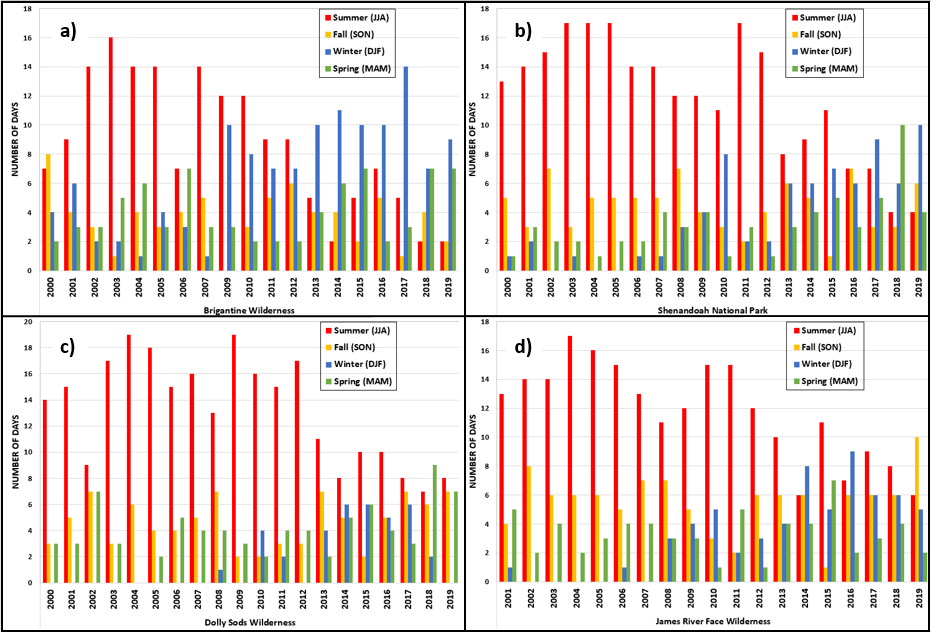 a)
Summer (JJA)
Fall (SON)
Winter (DJF)
Spring (MAM)
NUMBER OF DAYS
18
16
14
12
10
8
6
4
2
0
2000 2001 2002 2003 2004 2005 2006 2007 2009 2010 2011 2012 2013 2014 2015 2016 2017 2018 2019
Brigantine Wilderness
b)
Summer (JJA)
Fall (SON)
Winter (DJF)
Spring (MAM)
NUMBER OF DAYS
18
16
14
12
10
8
6
4
2
0
2000 2001 2002 2003 2004 2005 2006 2007 2008 2009 2010 2011 2012 2013 2014 2015 2016 2017 2018 2019
Shenandoah National Park
c)
Summer (JJA)
Fall (SON)
Winter (DJF)
Spring (MAM)
NUMBER OF DAYS
20
18
16
14
12
10
8
6
4
2
0
2000 2001 2002 2003 2004 2005 2006 2007 2008 2009 2010 2011 2012 2013 2014 2015 2016 2017 2018 2019
Dolly Sods Wilderness
d)
Summer (JJA)
Fall (SON)
Winter (DJF)
Spring (MAM)
NUMBER OF DAYS
18
16
14
12
10
8
6
4
2
0
2001 2002 2003 2004 2005 2006 2007 2008 2009 2010 2011 2012 2013 2014 2015 2016 2017 2018 2019
James River Face Wilderness